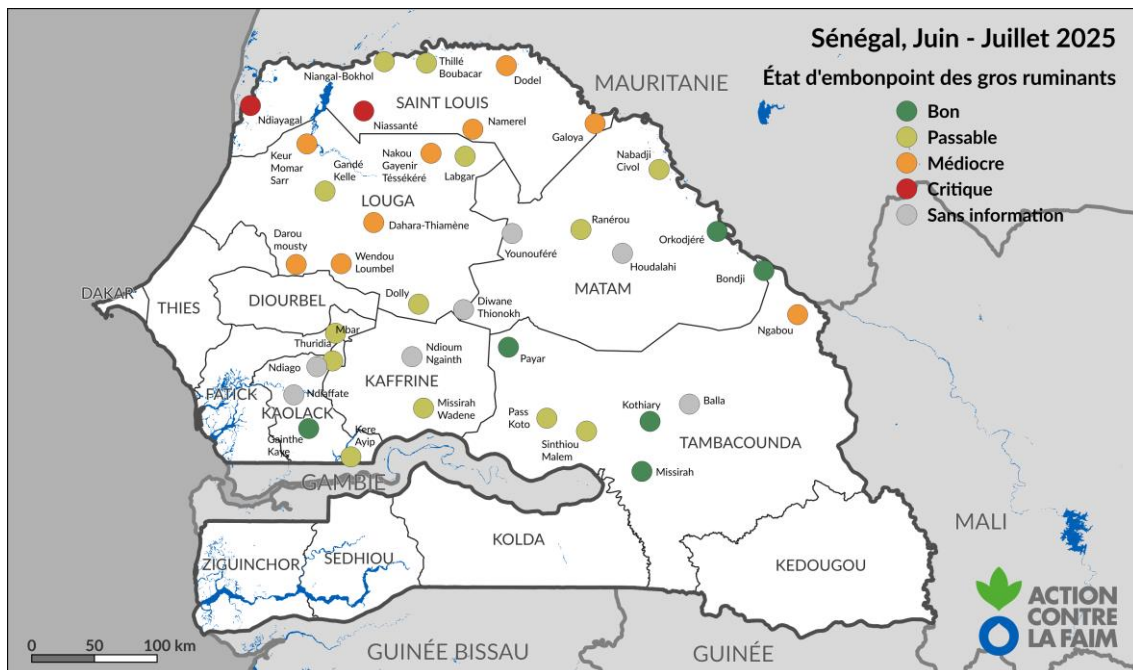 Sénégal, Juin - Juillet 2025
État d'embonpoint des gros ruminants
Bon
Passable
Médiocre
Critique
Sans information
MAURITANIE
Niangal-Bokhol
Thillé
Boubacar
Dodel
SAINT LOUIS
Ndiayagal
Niassanté
Namerel
Galoya
Keur
Momar
Sarr
Gandé
Kelle
Nakou
Gayenir
Téssékéré
Labgar
Nabadji
Civol
LOUGA
Dahara-Thiamène
Ranérou
Younouféré
Orkodjéré
Houdalahi
Darou
mousty
Wendou
Loumbel
Bondji
MATAM
DAKAR
THIES
DIOURBEL
Dolly
Diwane
Thionokh
Ngabou
Mbar
Thuridia
Ndioum
Ngainth
Payar
Ndiago
KAFFRINE
FATICK
Ndiaffate
KAOLACK
Missirah
Wadene
Pass
Koto
Kothiary
Balla
Gainthe
Kaye
Kere
Ayip
Sinthiou
Malem
TAMBACOUNDA
Missirah
GAMBIE
MALI
KOLDA
ZIGUINCHOR
SEDHIOU
KEDOUGOU
ACTION
CONTRE
LA FAIM
0 50 100 km
GUINÉE BISSAU
GUINÉE